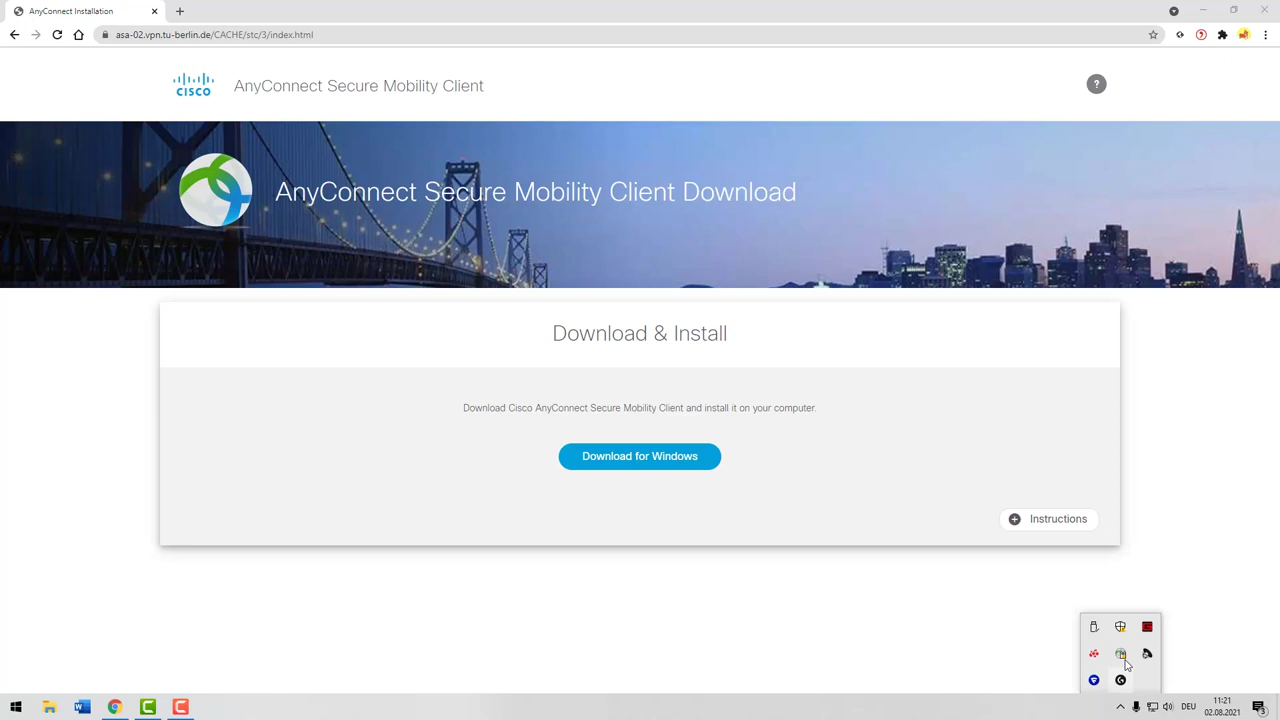 AnyConnect Installation
asa-02.vpn.tu-berlin.de/CACHE/stc/3/index.html
CISCO
AnyConnect Secure Mobility Client
?
AnyConnect Secure Mobility Client Download
Download & Install
Download Cisco AnyConnect Secure Mobility Client and install it on your computer.
Download for Windows
Instructions
DEU
11:21
02.08.2021
3